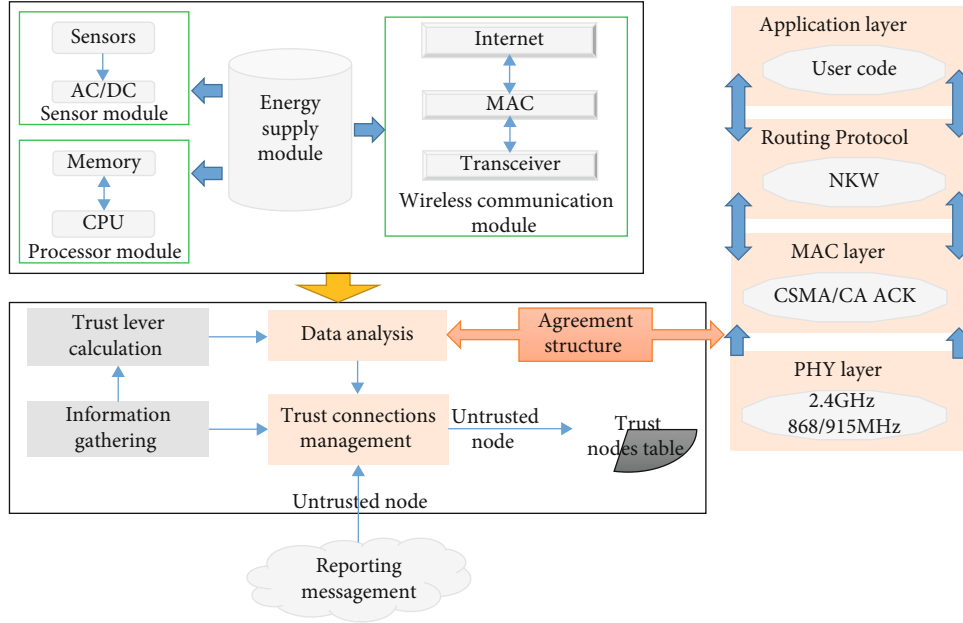 Sensors
AC/DC
Sensor module
Memory
CPU
Processor module
Energy
supply
module
Internet
MAC
Transceiver
Wireless communication
module
Trust lever
calculation
Data analysis
Agreement
structure
Information
gathering
Trust connections
management
Untrusted
node
Trust
nodes table
Untrusted node
Reporting
messagement
Application layer
User code
Routing Protocol
NKW
MAC layer
CSMA/CA ACK
PHY layer
2.4GHz
868/915MHz